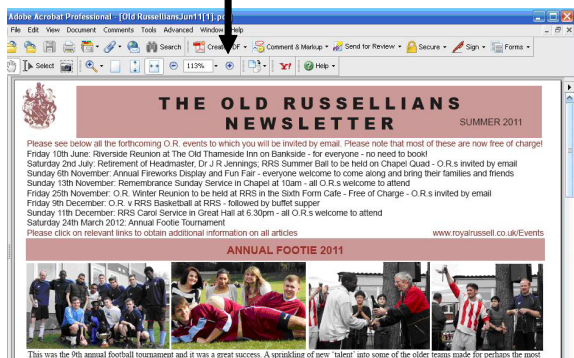 Adobe Acrobat Professional - [Old RusselliansJun11[1].pdf
File Edit View Document Comments Tools Advanced Window Help
Search Create PDF Comment & Markup Send for Review Secure Sign Forms
Select 113% Y! Help
THE OLD RUSSELLIANS
NEWSLETTER SUMMER 2011
Please see below all the forthcoming O.R. events to which you will be invited by email. Please note that most of these are now free of charge!
Friday 10th June: Riverside Reunion at The Old Thameside Inn on Bankside - for everyone - no need to book!
Saturday 2nd July: Retirement of Headmaster, Dr J R Jennings; RRS Summer Ball to be held on Chapel Quad - O.R.s invited by email
Sunday 6th November: Annual Fireworks Display and Fun Fair - everyone welcome to come along and bring their families and friends
Sunday 13th November: Remembrance Sunday Service in Chapel at 10am - all O.R.s welcome to attend
Friday 25th November: O.R. Winter Reunion to be held at RRS in the Sixth Form Cafe - Free of Charge - O.R.s invited by email
Friday 9th December: O.R. v RRS Basketball at RRS - followed by buffet supper
Sunday 11th December: RRS Carol Service in Great Hall at 6.30pm - all O.R.s welcome to attend
Saturday 24th March 2012: Annual Footie Tournament
Please click on relevant links to obtain additional information on all articles www.royalrussell.co.uk/Events
ANNUAL FOOTIE 2011
This was the 9th annual football tournament and it was a great success. A sprinkling of new 'talent' into some of the older teams made for perhaps the most